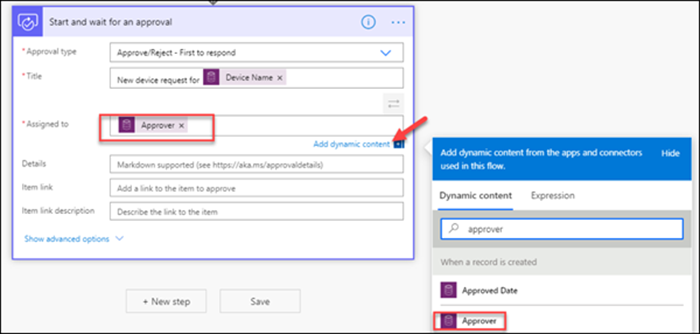 Start and wait for an approval
* Approval type
Approve/Reject - First to respond
* Title
New device request for Device Name ×
* Assigned to
Approver ×
Add dynamic content
Details
Markdown supported (see https://aka.ms/approvaldetails)
Item link
Add a link to the item to approve
Item link description
Describe the link to the item
Show advanced options
+ New step
Save
Add dynamic content from the apps and connectors
used in this flow.
Hide
Dynamic content
Expression
approver
When a record is created
Approved Date
Approver